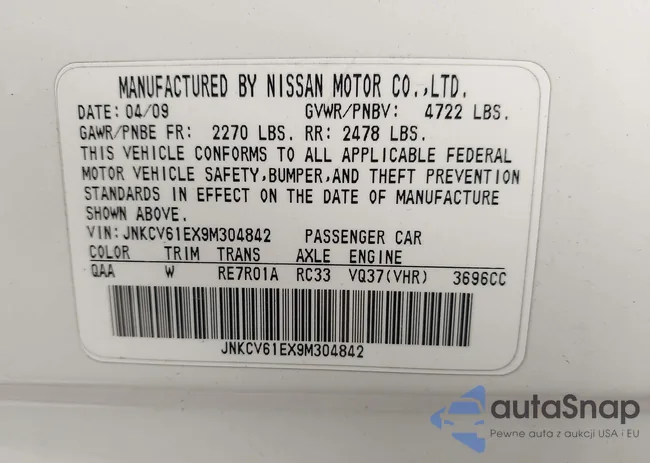 MANUFACTURED BY NISSAN MOTOR CO.,LTD.
DATE: 04/09 GVWR/PNBV: 4722 LBS.
GAWR/PNBE FR: 2270 LBS. RR: 2478 LBS.
THIS VEHICLE CONFORMS TO ALL APPLICABLE FEDERAL
MOTOR VEHICLE SAFETY,BUMPER,AND THEFT PREVENTION
STANDARDS IN EFFECT ON THE DATE OF MANUFACTURE
SHOWN ABOVE.
VIN:JNKCV61EX9M304842 PASSENGER CAR
COLOR TRIM TRANS AXLE ENGINE
QAA W RE7R01A RC33 VQ37(VHR) 3696CC
JNKCV61EX9M304842
autaSnap
Pewne auta z aukcji USA i EU